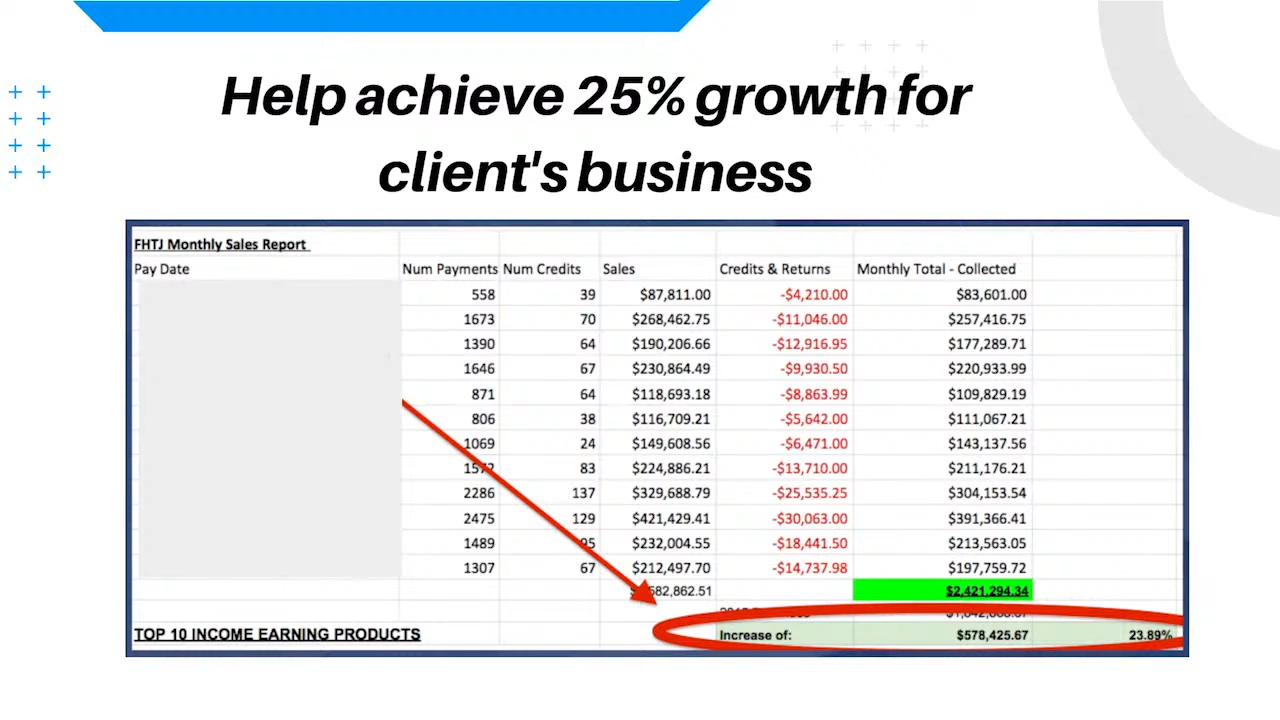 Help achieve 25% growth for
client's business
FHTJ Monthly Sales Report
Pay Date Num Payments Num Credits Sales Credits & Returns Monthly Total - Collected
558 39 $87,811.00 -$4,210.00 $83,601.00
1673 70 $268,462.75 -$11,046.00 $257,416.75
1390 64 $190,206.66 -$12,916.95 $177,289.71
1646 67 $230,864.49 -$9,930.50 $220,933.99
871 64 $118,693.18 -$8,863.99 $109,829.19
806 38 $116,709.21 -$5,642.00 $111,067.21
1069 24 $149,608.56 -$6,471.00 $143,137.56
1572 83 $224,886.21 -$13,710.00 $211,176.21
2286 137 $329,688.79 -$25,535.25 $304,153.54
2475 129 $421,429.41 -$30,063.00 $391,366.41
1489 95 $232,004.55 -$18,441.50 $213,563.05
1307 67 $212,497.70 -$14,737.98 $197,759.72
$2,421,294.34
TOP 10 INCOME EARNING PRODUCTS Increase of: $578,425.67 23.89%